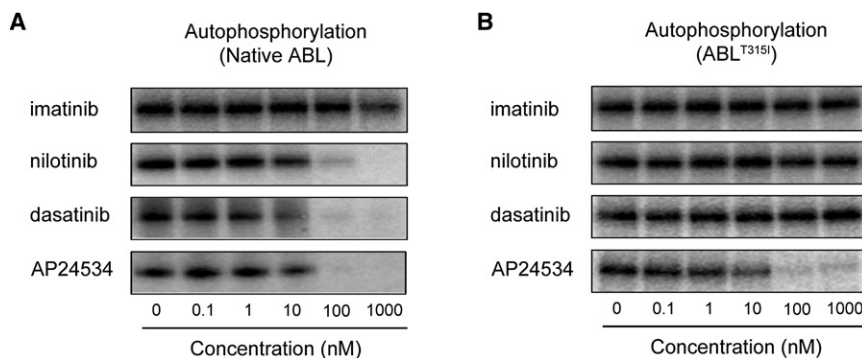 A
Autophosphorylation
(Native ABL)
imatinib
nilotinib
dasatinib
AP24534
0 0.1 1 10 100 1000
Concentration (nM)
B
Autophosphorylation
(ABLT315I)
imatinib
nilotinib
dasatinib
AP24534
0 0.1 1 10 100 1000
Concentration (nM)